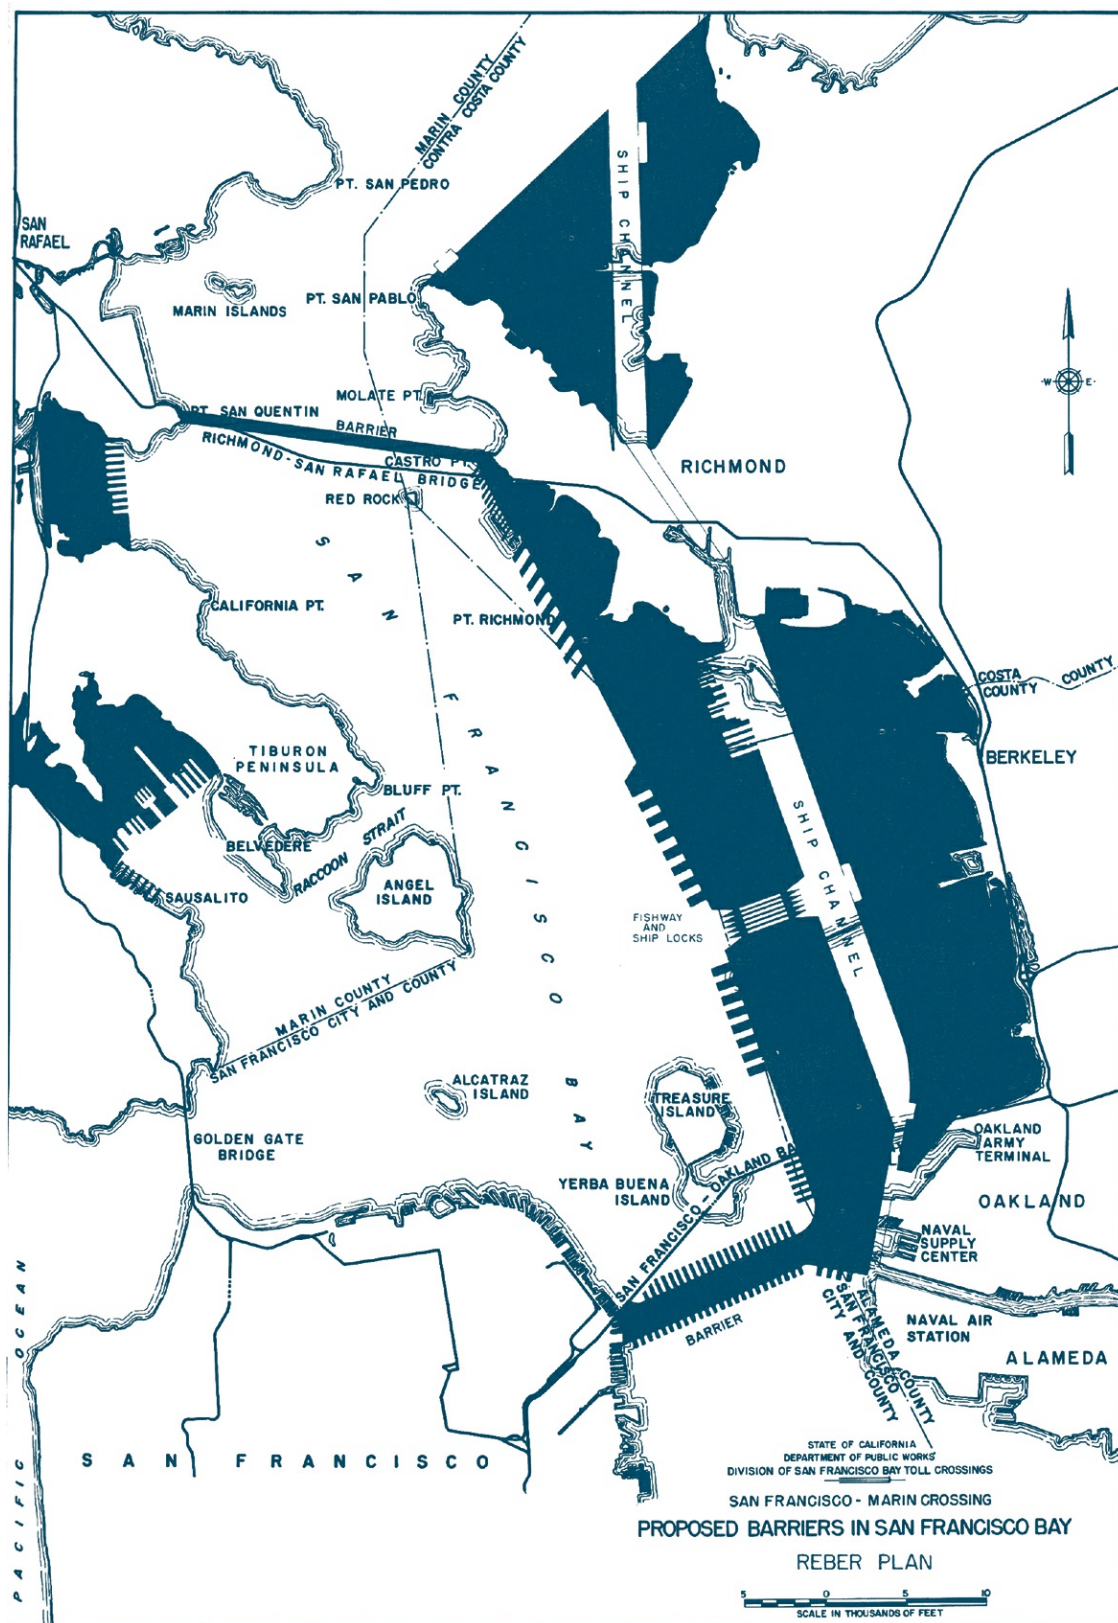 MARIN COUNTY
CONTRA COSTA COUNTY
SHIP CHANNEL
PT. SAN PEDRO
SAN
RAFAEL
MARIN ISLANDS
PT. SAN PABLO
MOLATE PT.
W
E
PT. SAN QUENTIN
BARRIER
RICHMOND-SAN RAFAEL BRIDGE
CASTRO PT.
RICHMOND
RED ROCK
SAN FRANCISCO BAY
CALIFORNIA PT.
PT. RICHMOND
COSTA
COUNTY
COUNTY
TIBURON
PENINSULA
BERKELEY
BLUFF PT.
SHIP CHANNEL
BELVEDERE
RACCOON STRAIT
ANGEL
ISLAND
SAUSALITO
FISHWAY
AND
SHIP LOCKS
MARIN COUNTY
SAN FRANCISCO CITY AND COUNTY
ALCATRAZ
ISLAND
TREASURE
ISLAND
GOLDEN GATE
BRIDGE
OAKLAND
ARMY
TERMINAL
YERBA BUENA
ISLAND
SAN FRANCISCO - OAKLAND BA
OAKLAND
NAVAL
SUPPLY
CENTER
PACIFIC OCEAN
BARRIER
ALAMEDA COUNTY
SAN FRANCISCO
CITY AND COUNTY
NAVAL AIR
STATION
ALAMEDA
SAN FRANCISCO
STATE OF CALIFORNIA
DEPARTMENT OF PUBLIC WORKS
DIVISION OF SAN FRANCISCO BAY TOLL CROSSINGS
SAN FRANCISCO - MARIN CROSSING
PROPOSED BARRIERS IN SAN FRANCISCO BAY
REBER PLAN
5 0 5 10
SCALE IN THOUSANDS OF FEET